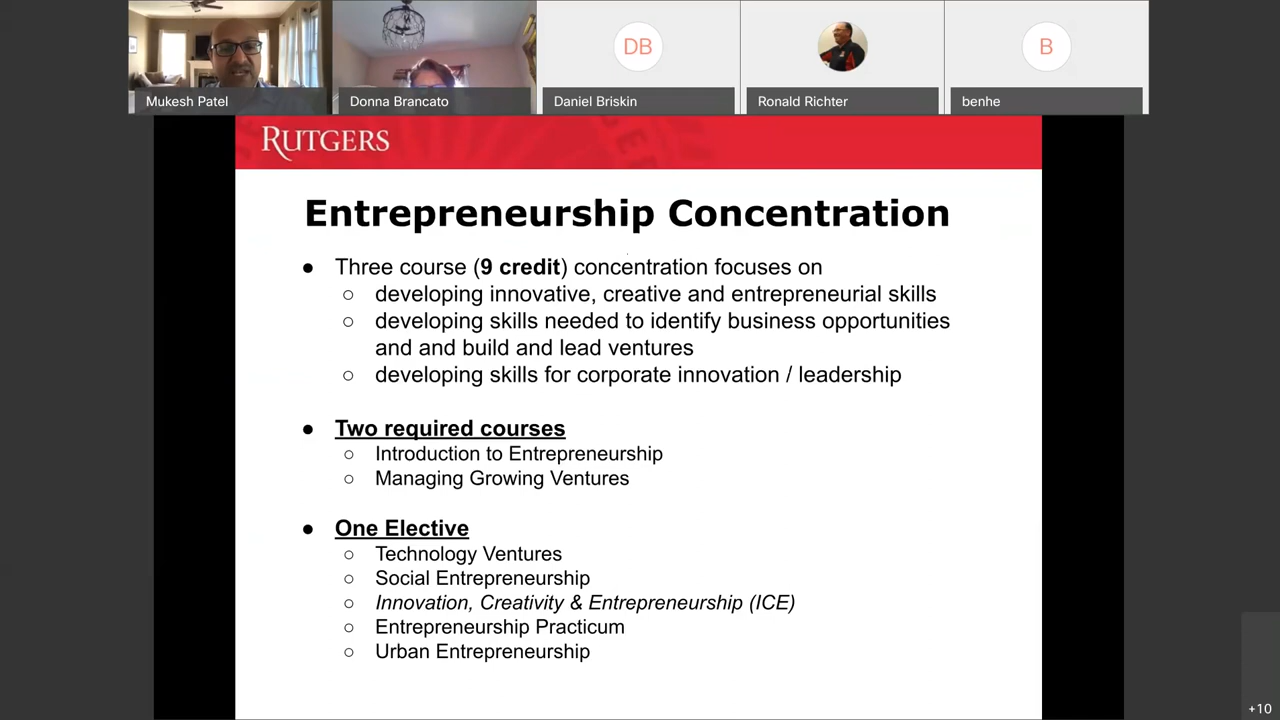 DB
B
Mukesh Patel
Donna Brancato
Daniel Briskin
Ronald Richter
benhe
RUTGERS
Entrepreneurship Concentration
● Three course (9 credit) concentration focuses on
○ developing innovative, creative and entrepreneurial skills
○ developing skills needed to identify business opportunities
and and build and lead ventures
○ developing skills for corporate innovation / leadership
● Two required courses
○ Introduction to Entrepreneurship
○ Managing Growing Ventures
● One Elective
○ Technology Ventures
○ Social Entrepreneurship
○ Innovation, Creativity & Entrepreneurship (ICE)
○ Entrepreneurship Practicum
○ Urban Entrepreneurship
+10